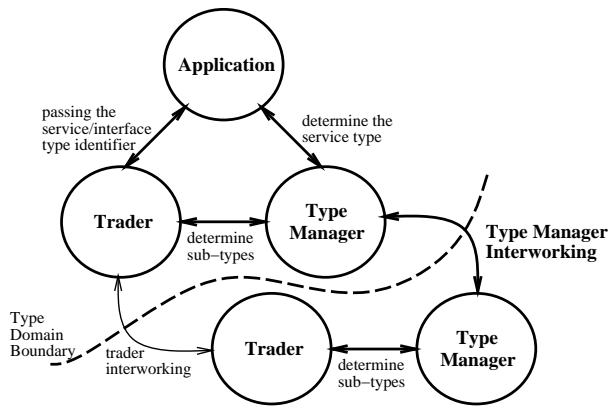 Application
passing the
service/interface
type identifier
determine the
service type
Trader
Type
Manager
determine
sub−types
Type Manager
Interworking
Type
Domain
Boundary
trader
interworking
Trader
determine
sub−types
Type
Manager